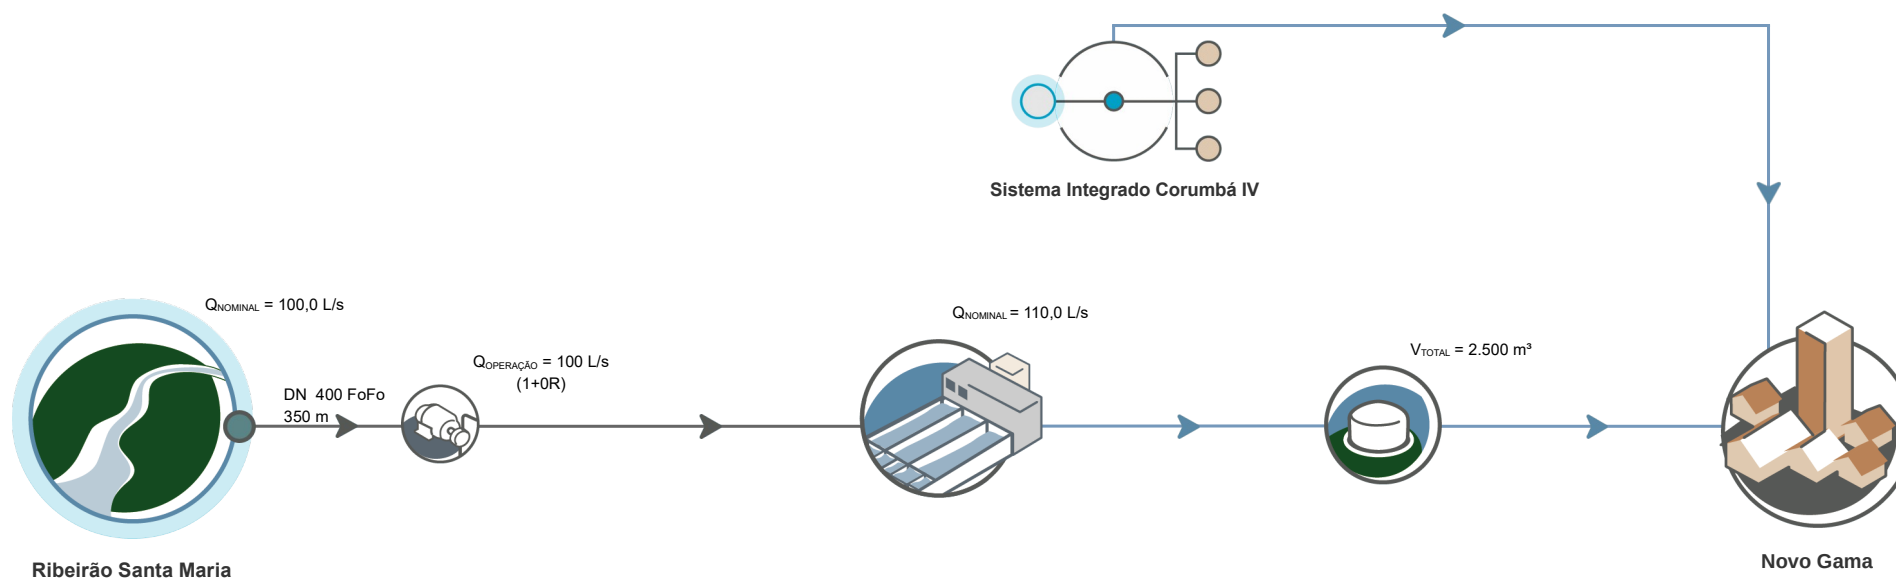 Sistema Integrado Corumbá IV
QNOMINAL = 100,0 L/s
QNOMINAL = 110,0 L/s
QOPERAÇÃO = 100 L/s
(1+0R)
VTOTAL = 2.500 m³
DN 400 FoFo
350 m
Ribeirão Santa Maria
Novo Gama